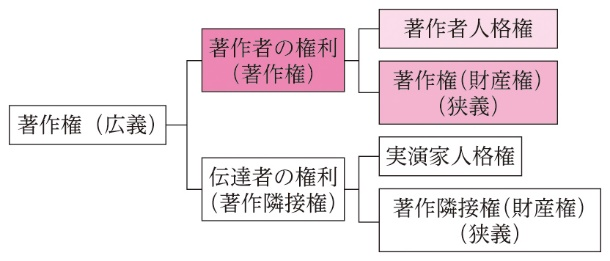 著作権（広義）
著作者の権利
（著作権）
著作者人格権
著作権（財産権）
（狭義）
伝達者の権利
（著作隣接権）
実演家人格権
著作隣接権（財産権）
（狭義）